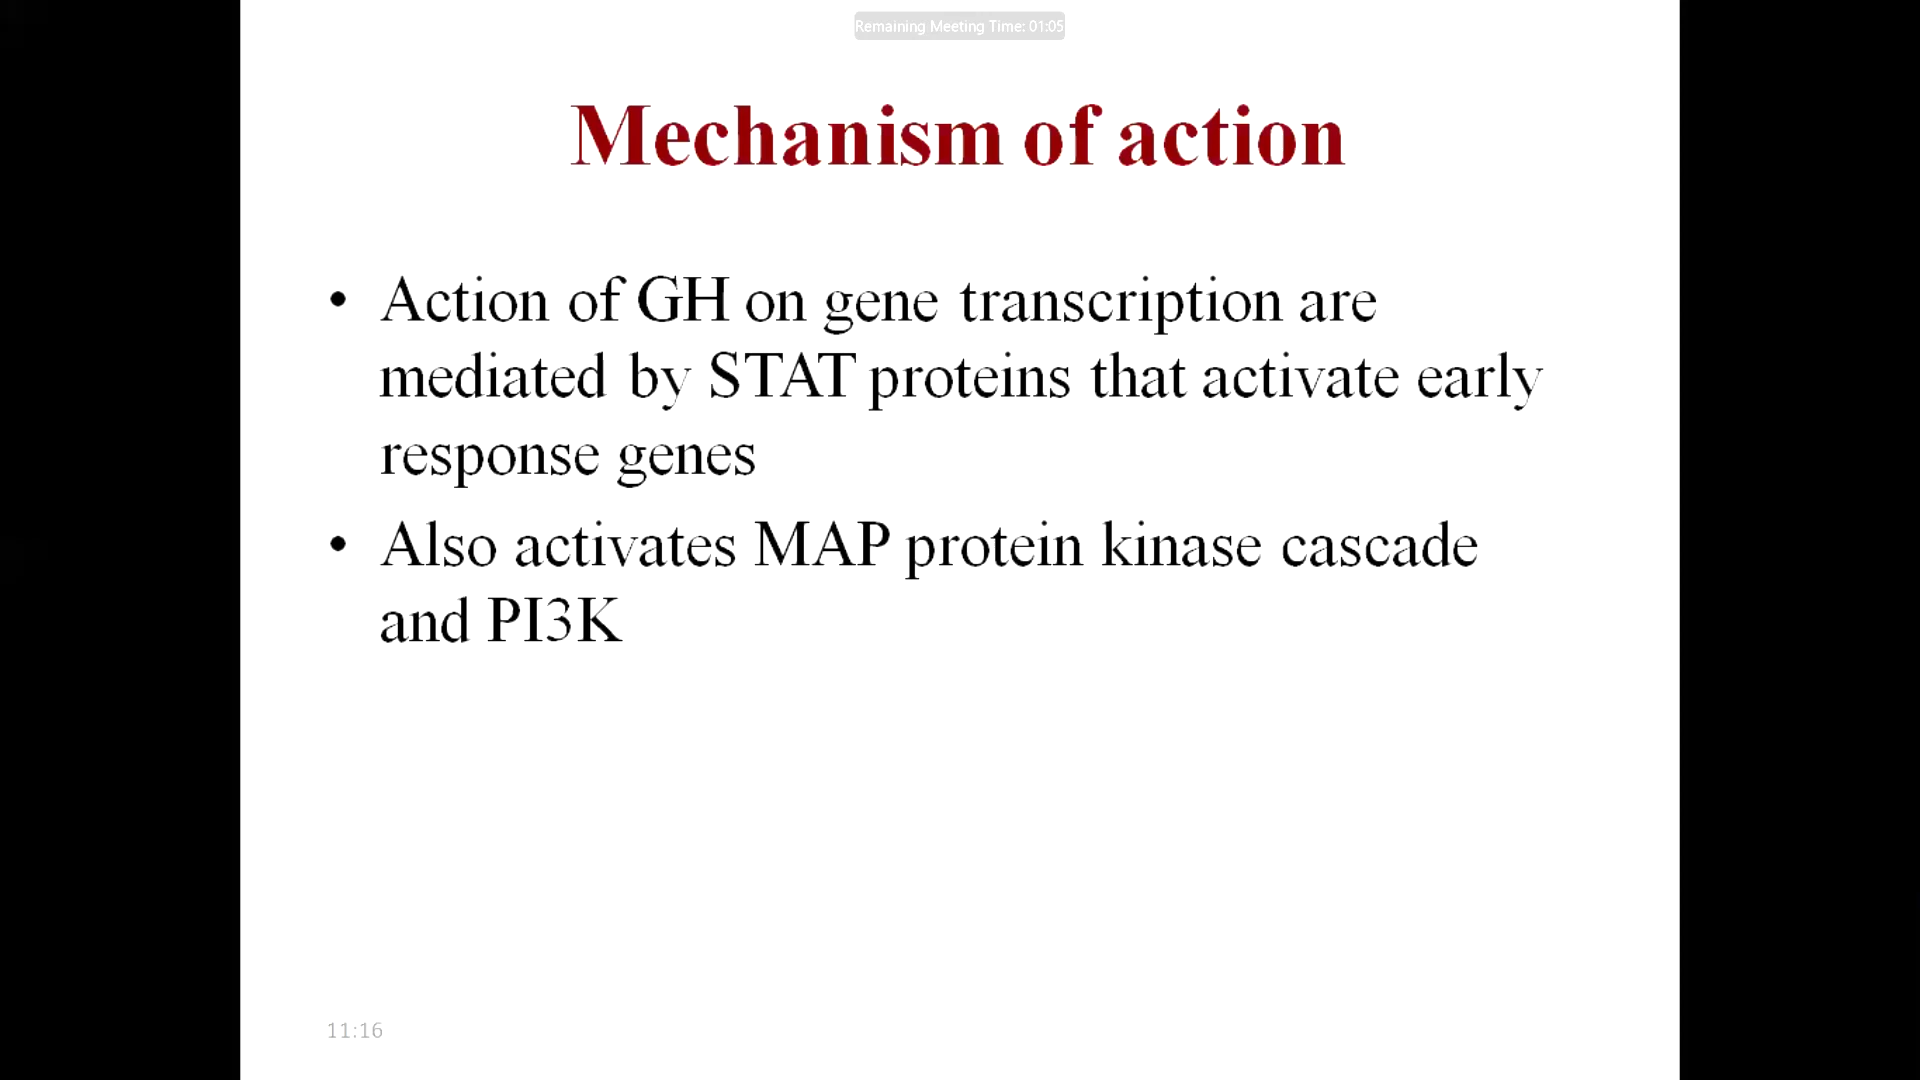 Remaining Meeting Time: 01:05
Mechanism of action
• Action of GH on gene transcription are
mediated by STAT proteins that activate early
response genes
• Also activates MAP protein kinase cascade
and PI3K
11:16